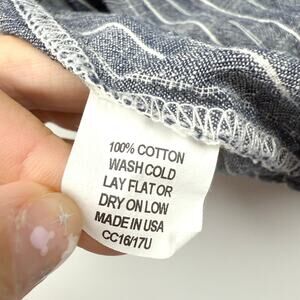 100% COTTON
WASH COLD
LAY FLAT OR
DRY ON LOW
MADE IN USA
CC16/17U